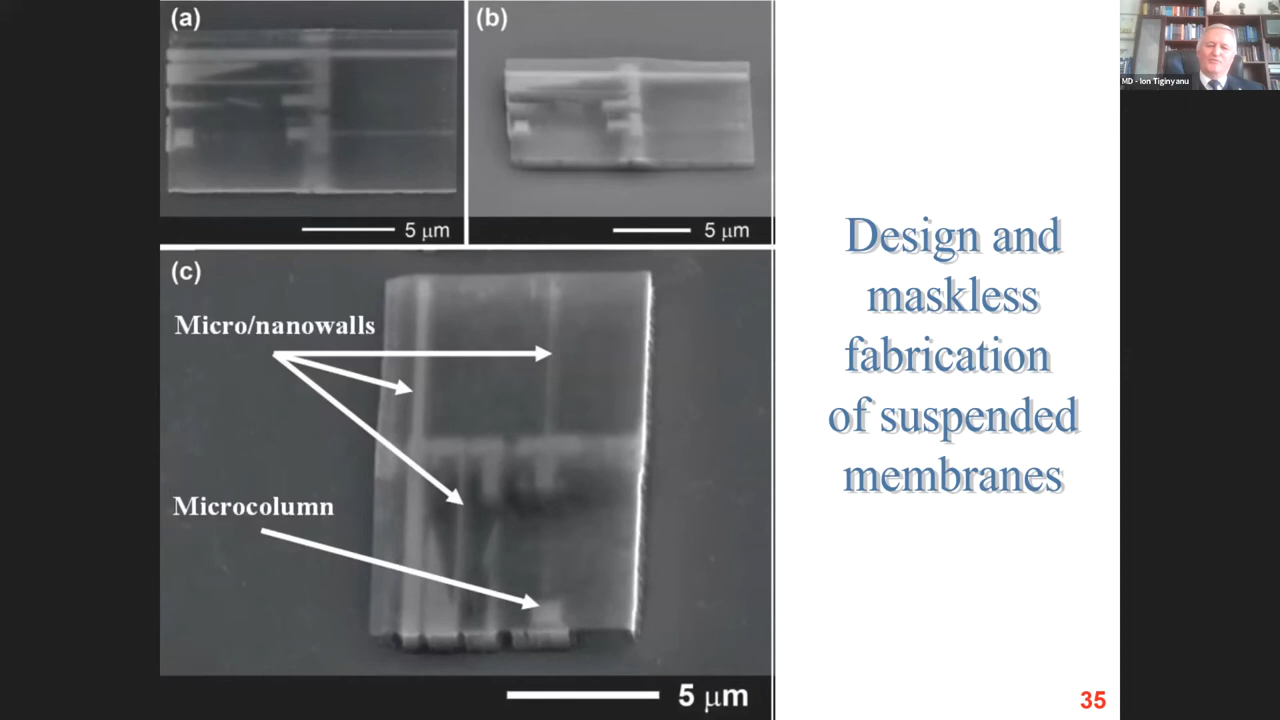 (a)
5 μm
(b)
5 μm
(c)
Micro/nanowalls
Microcolumn
5 μm
Design and
maskless
fabrication
of suspended
membranes
35
MD - Ion Tiginyanu